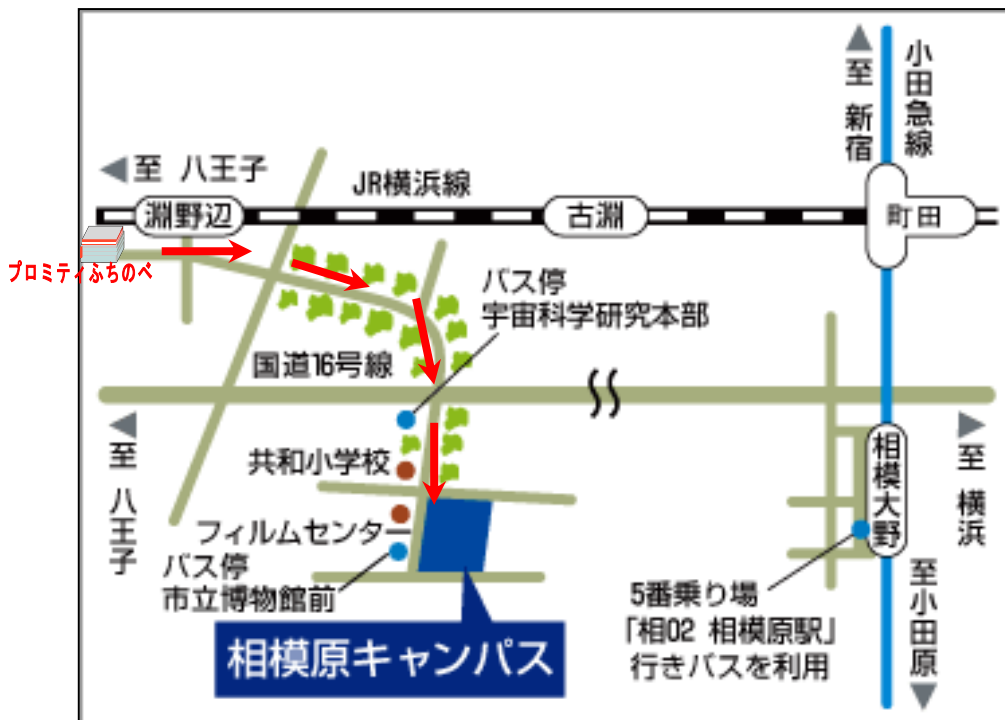 至 新宿
小田急線
至 八王子
JR横浜線
淵野辺
古淵
町田
プロミティふちのべ
バス停
宇宙科学研究本部
国道16号線
至 八王子
共和小学校
フィルムセンター
バス停
市立博物館前
相模原キャンパス
相模大野
至 横浜
5番乗り場
「相02 相模原駅」
行きバスを利用
至小田原